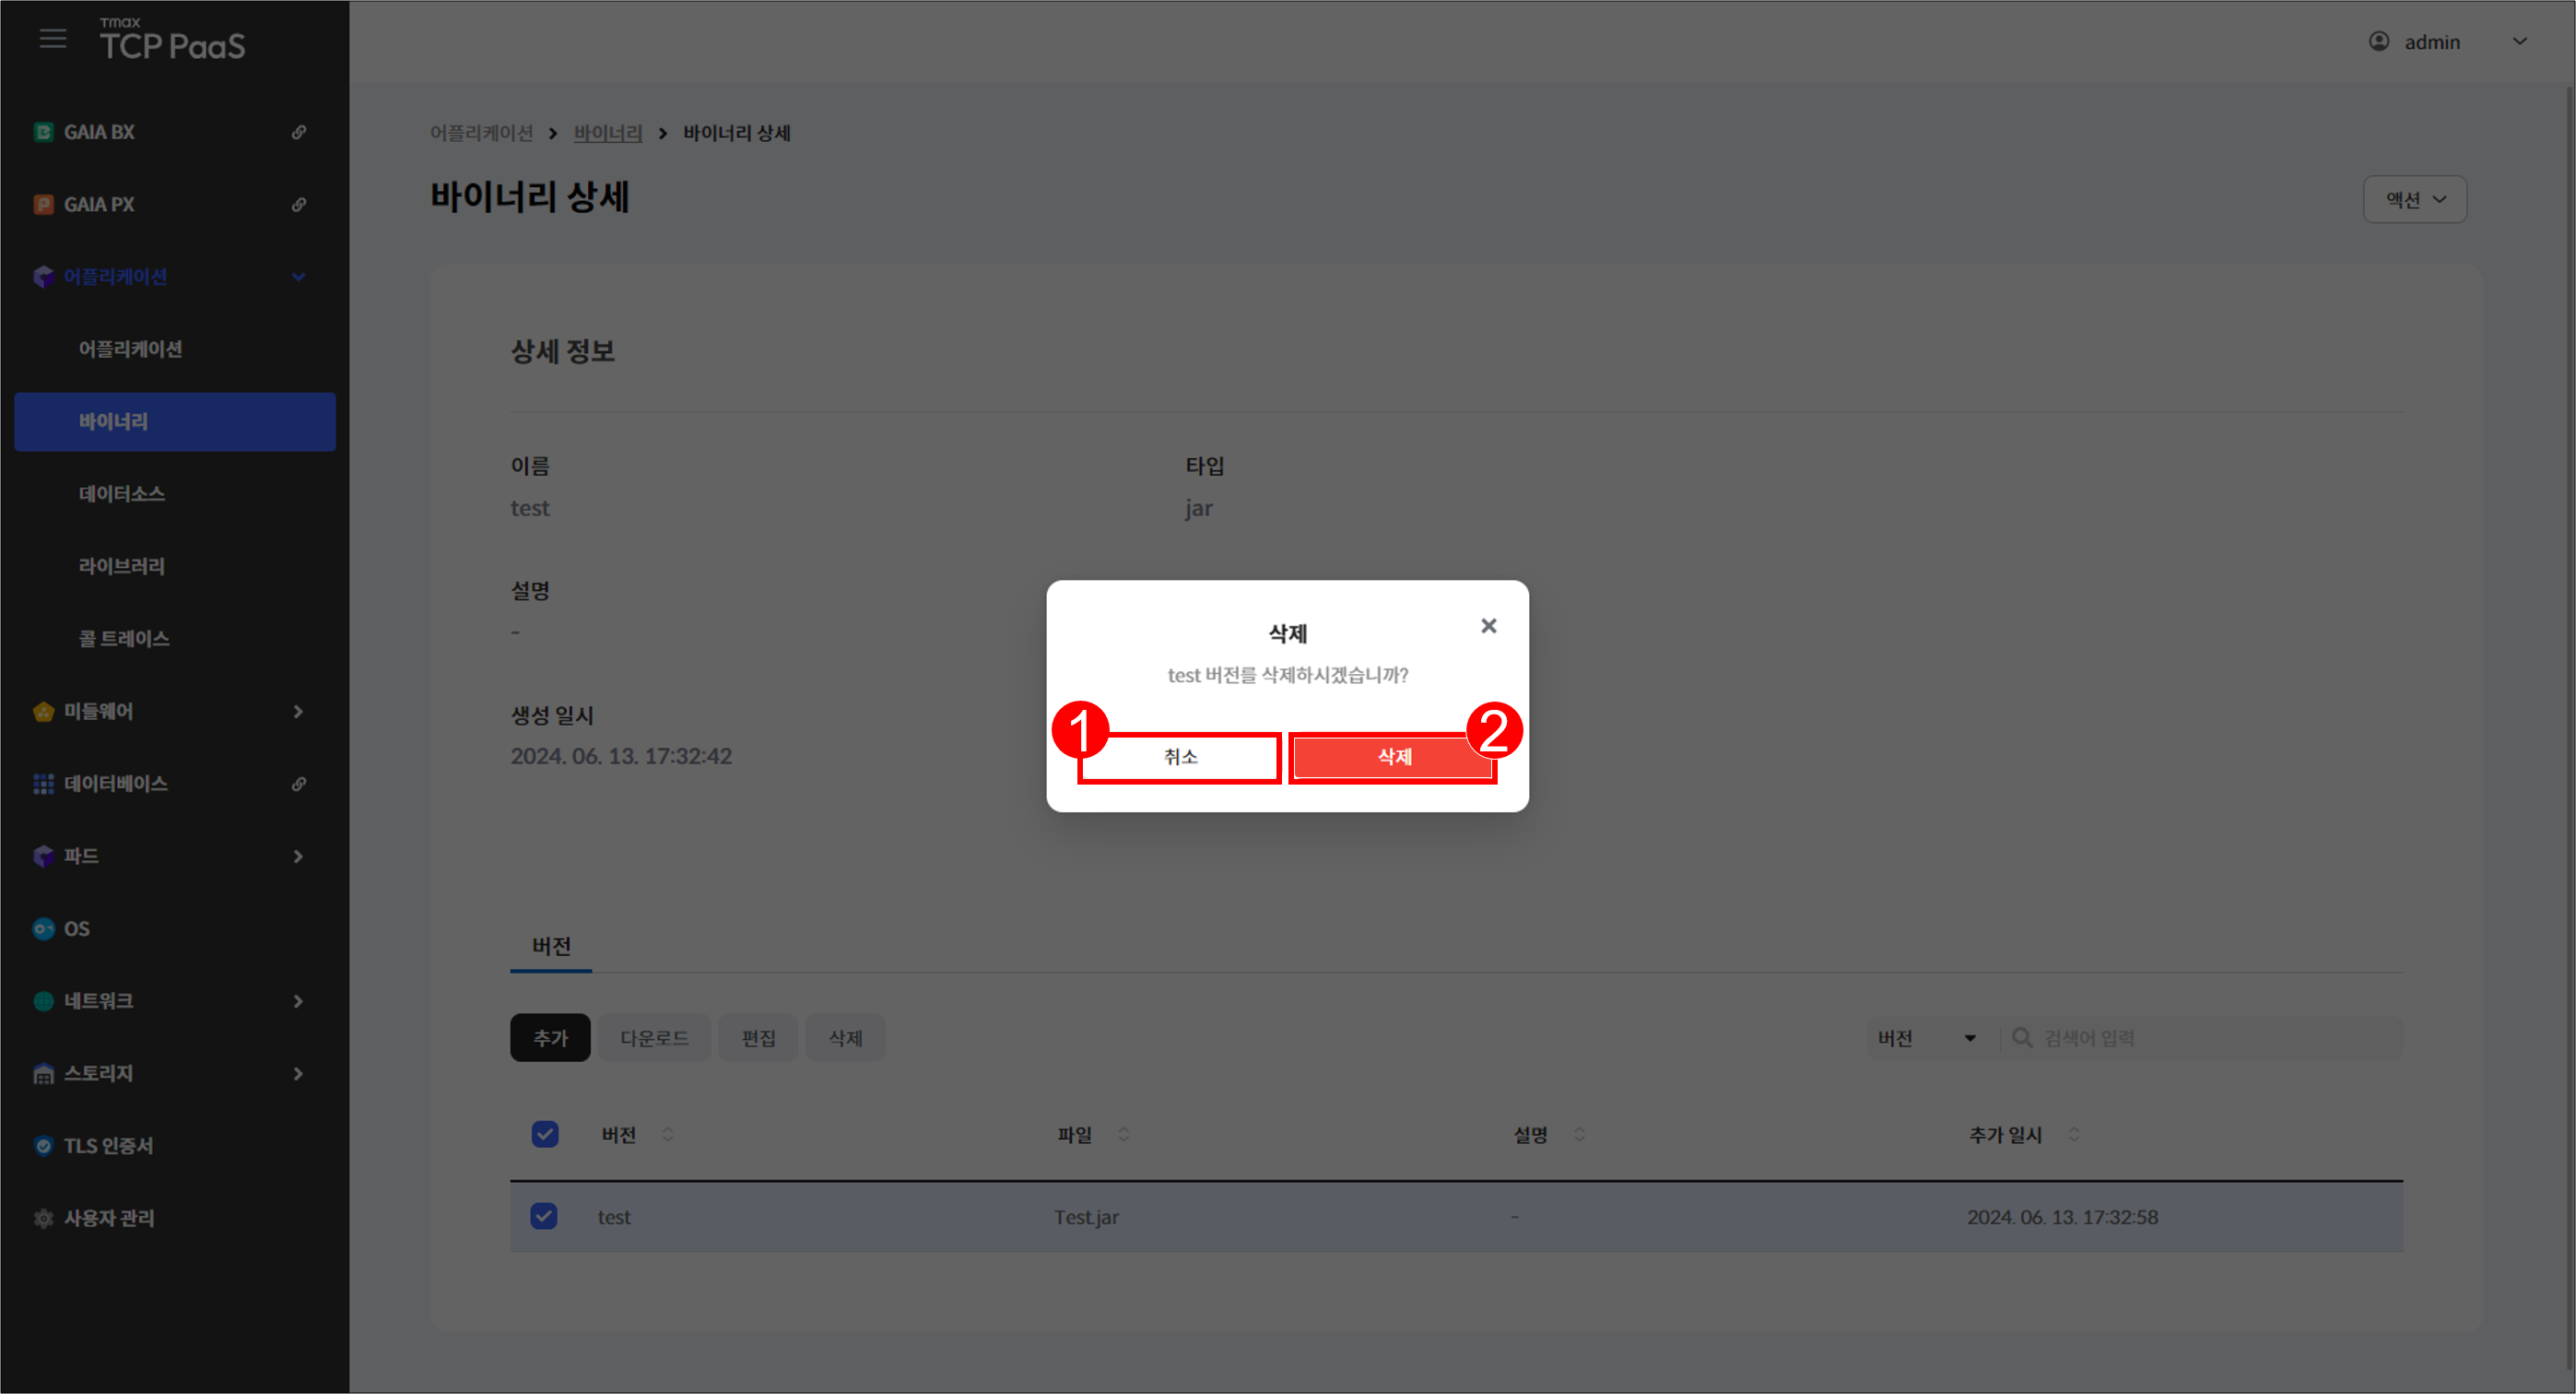 Tmax
TCP PaaS
admin
GAIA BX
GAIA PX
어플리케이션
어플리케이션
바이너리
데이터소스
라이브러리
콜 트레이스
미들웨어
데이터베이스
파드
OS
네트워크
스토리지
TLS 인증서
사용자 관리
어플리케이션 > 바이너리 > 바이너리 상세
바이너리 상세
액션
상세 정보
이름
test
타입
jar
설명
-
생성 일시
2024. 06. 13. 17:32:42
삭제
test 버전를 삭제하시겠습니까?
1 취소
삭제 2
버전
추가 다운로드 편집 삭제
버전 검색어 입력
버전 파일 설명 추가 일시
test Test.jar - 2024. 06. 13. 17:32:58